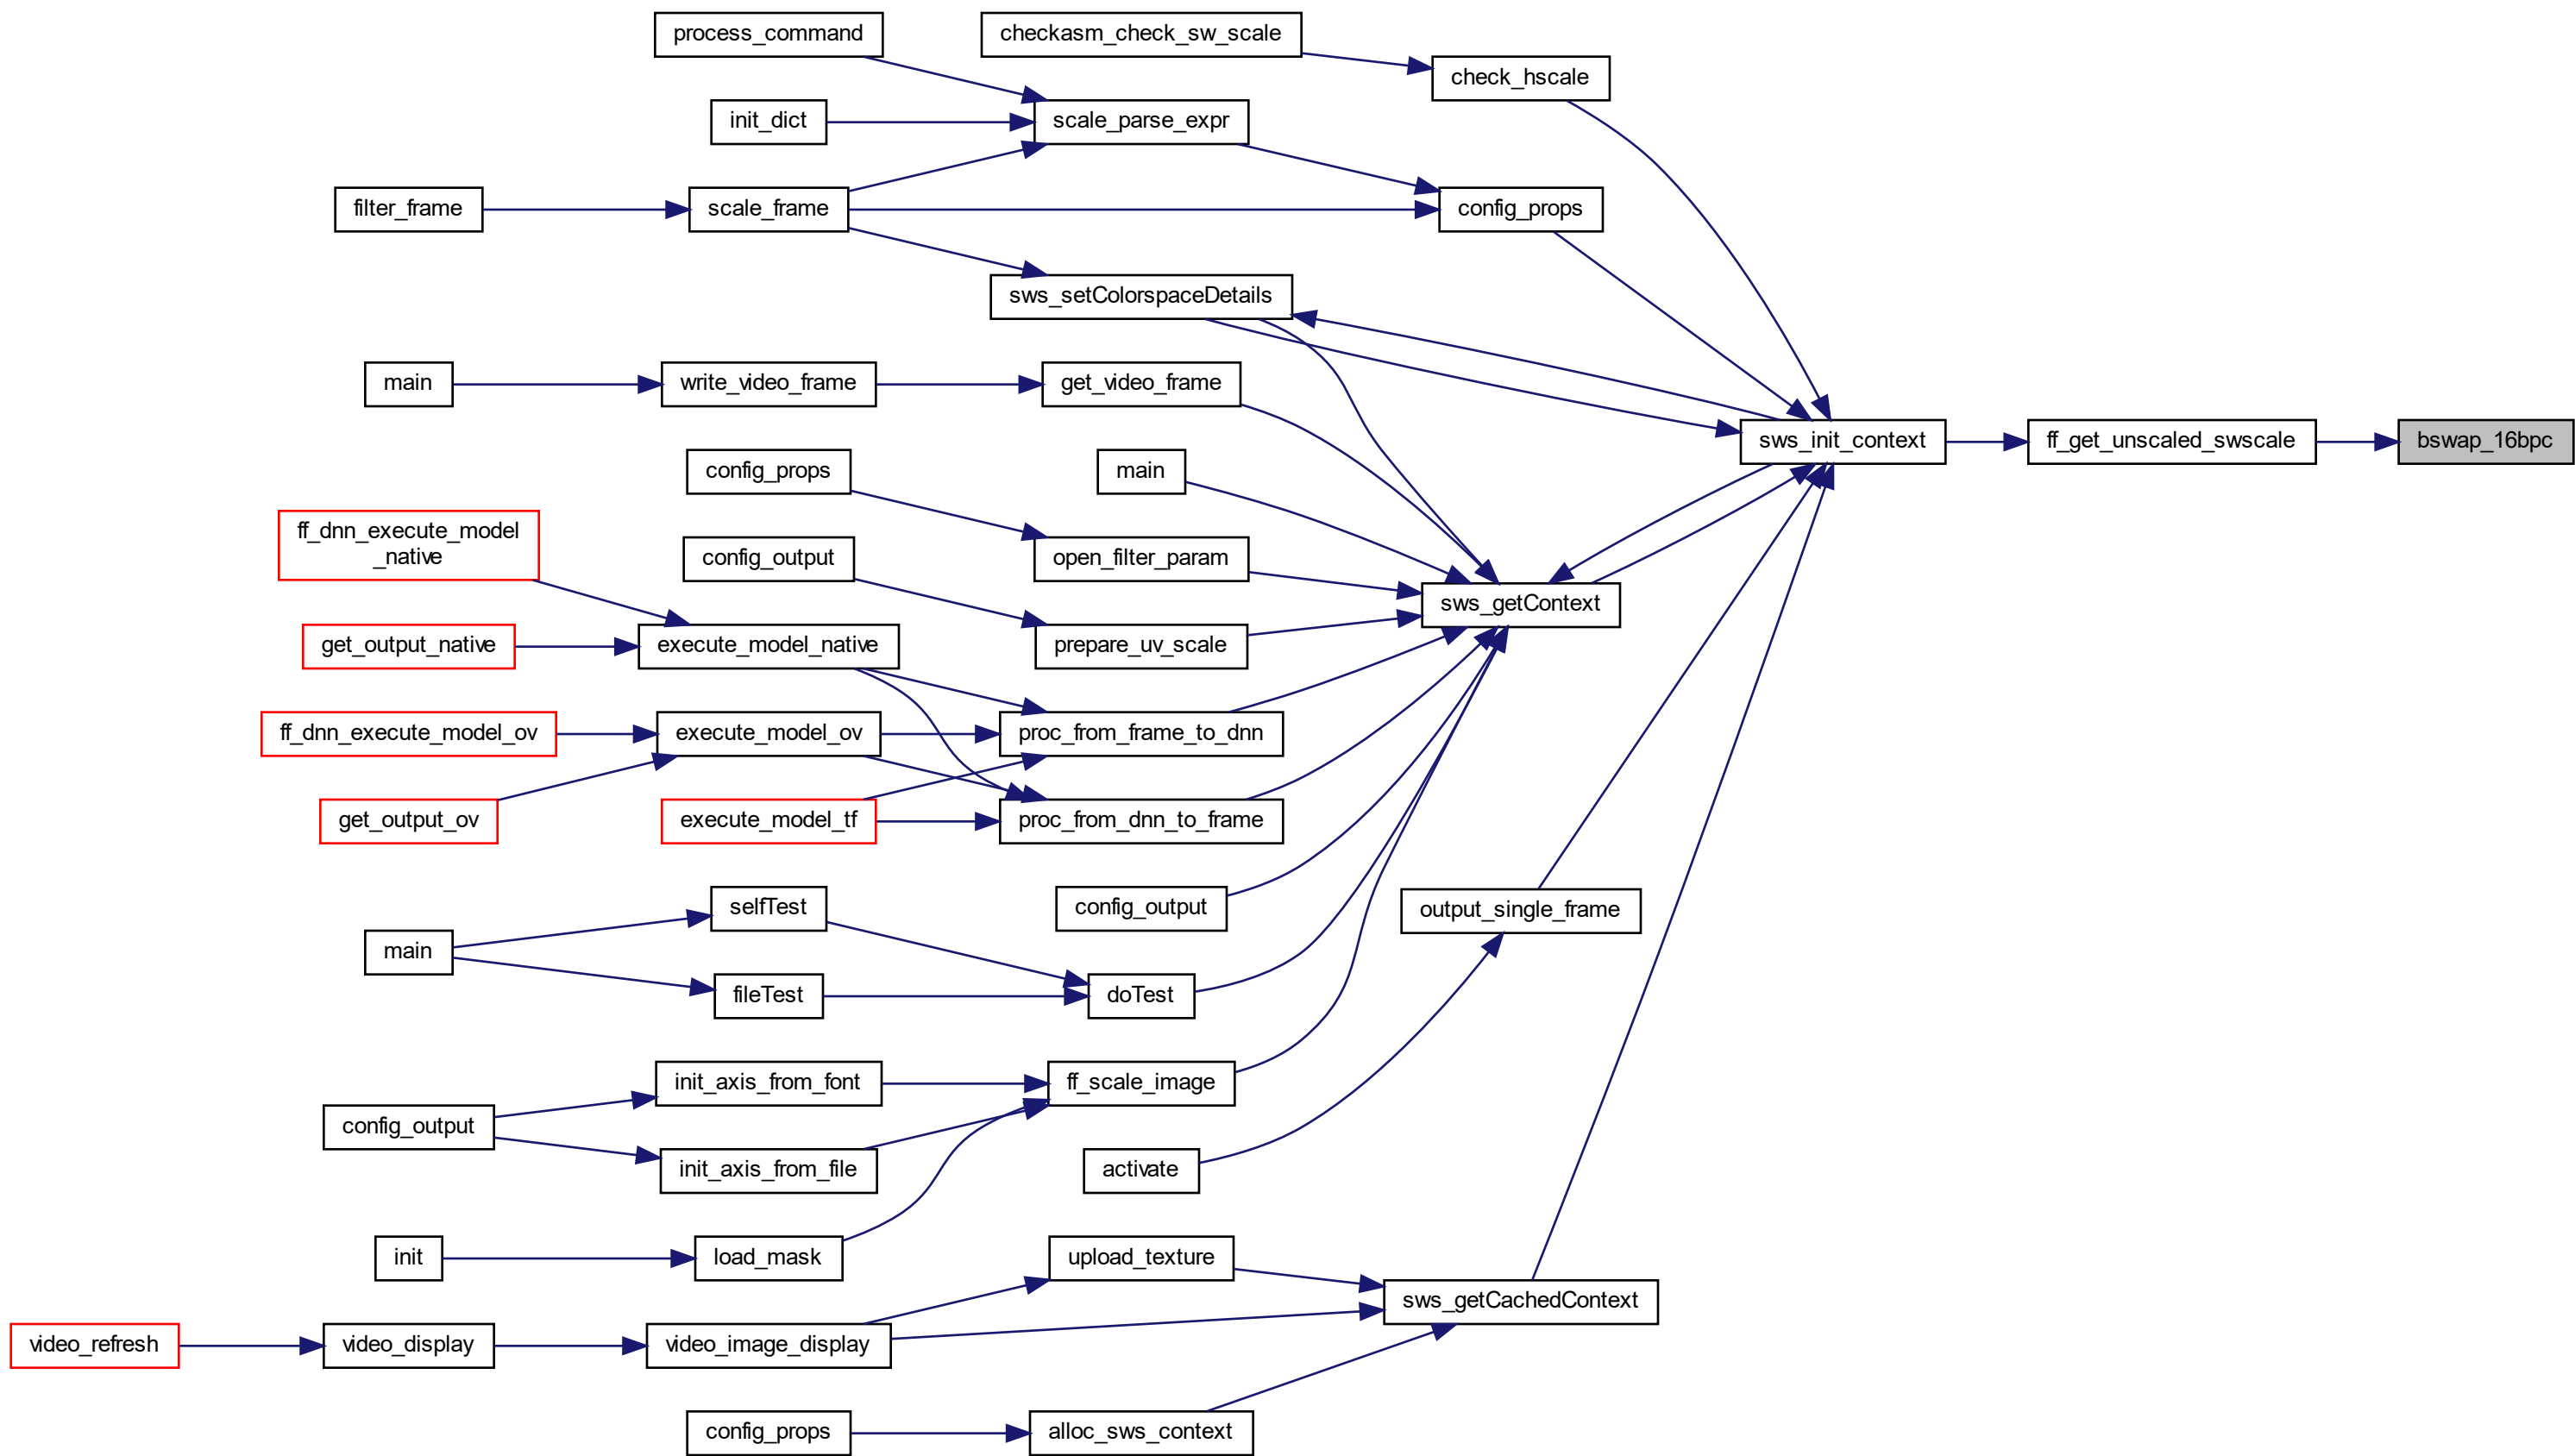 process_command
checkasm_check_sw_scale
check_hscale
init_dict
scale_parse_expr
filter_frame
scale_frame
config_props
sws_setColorspaceDetails
main
write_video_frame
get_video_frame
sws_init_context
ff_get_unscaled_swscale
bswap_16bpc
config_props
main
ff_dnn_execute_model
_native
config_output
open_filter_param
sws_getContext
get_output_native
execute_model_native
prepare_uv_scale
ff_dnn_execute_model_ov
execute_model_ov
proc_from_frame_to_dnn
get_output_ov
execute_model_tf
proc_from_dnn_to_frame
selfTest
config_output
output_single_frame
main
fileTest
doTest
init_axis_from_font
ff_scale_image
config_output
init_axis_from_file
activate
init
load_mask
upload_texture
sws_getCachedContext
video_refresh
video_display
video_image_display
config_props
alloc_sws_context